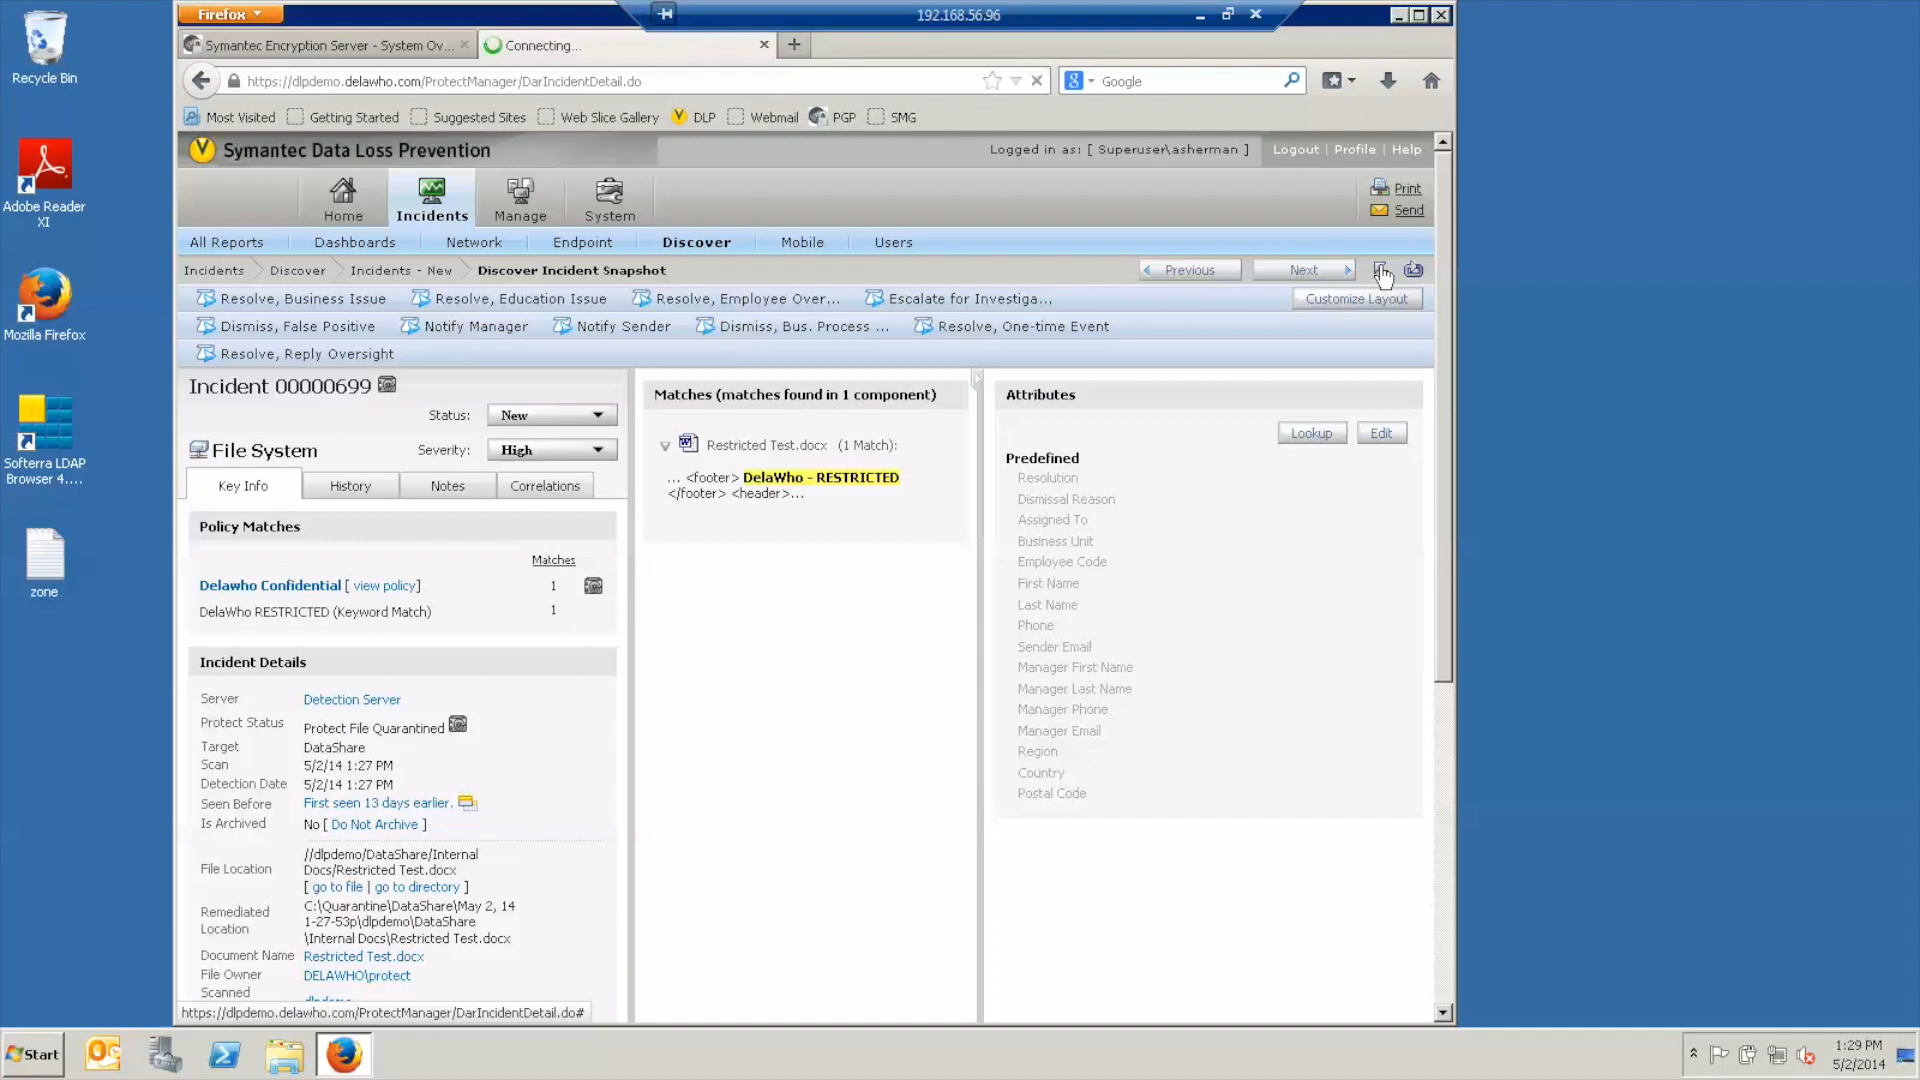 Recycle Bin
Adobe Reader
XI
Mozilla Firefox
Softerra LDAP
Browser 4....
zone
Firefox
192.168.56.96
Symantec Encryption Server - System Ov...
Connecting...
https://dlpdemo.delawho.com/ProtectManager/DarIncidentDetail.do
Google
Most Visited Getting Started Suggested Sites Web Slice Gallery DLP Webmail PGP SMG
Symantec Data Loss Prevention
Logged in as: [ Superuser\asherman ] Logout | Profile | Help
Home Incidents Manage System
Print
Send
All Reports Dashboards Network Endpoint Discover Mobile Users
Incidents Discover Incidents - New Discover Incident Snapshot
Previous Next
Resolve, Business Issue Resolve, Education Issue Resolve, Employee Over... Escalate for Investiga...
Customize Layout
Dismiss, False Positive Notify Manager Notify Sender Dismiss, Bus. Process ... Resolve, One-time Event
Resolve, Reply Oversight
Incident 00000699
Status: New
File System
Severity: High
Key Info History Notes Correlations
Policy Matches
Matches
Delawho Confidential [ view policy] 1
DelaWho RESTRICTED (Keyword Match) 1
Incident Details
Server Detection Server
Protect Status Protect File Quarantined
Target DataShare
Scan 5/2/14 1:27 PM
Detection Date 5/2/14 1:27 PM
Seen Before First seen 13 days earlier.
Is Archived No [ Do Not Archive ]
File Location //dlpdemo/DataShare/Internal
Docs/Restricted Test.docx
[ go to file | go to directory ]
Remediated Location C:\Quarantine\DataShare\May 2, 14
1-27-53p\dlpdemo\DataShare
\Internal Docs\Restricted Test.docx
Document Name Restricted Test.docx
File Owner DELAWHO\protect
Scanned dlpdemo
https://dlpdemo.delawho.com/ProtectManager/DarIncidentDetail.do#
Matches (matches found in 1 component)
Restricted Test.docx (1 Match):
... <footer> DelaWho - RESTRICTED
</footer> <header>...
Attributes
Lookup Edit
Predefined
Resolution
Dismissal Reason
Assigned To
Business Unit
Employee Code
First Name
Last Name
Phone
Sender Email
Manager First Name
Manager Last Name
Manager Phone
Manager Email
Region
Country
Postal Code
Start
1:29 PM
5/2/2014